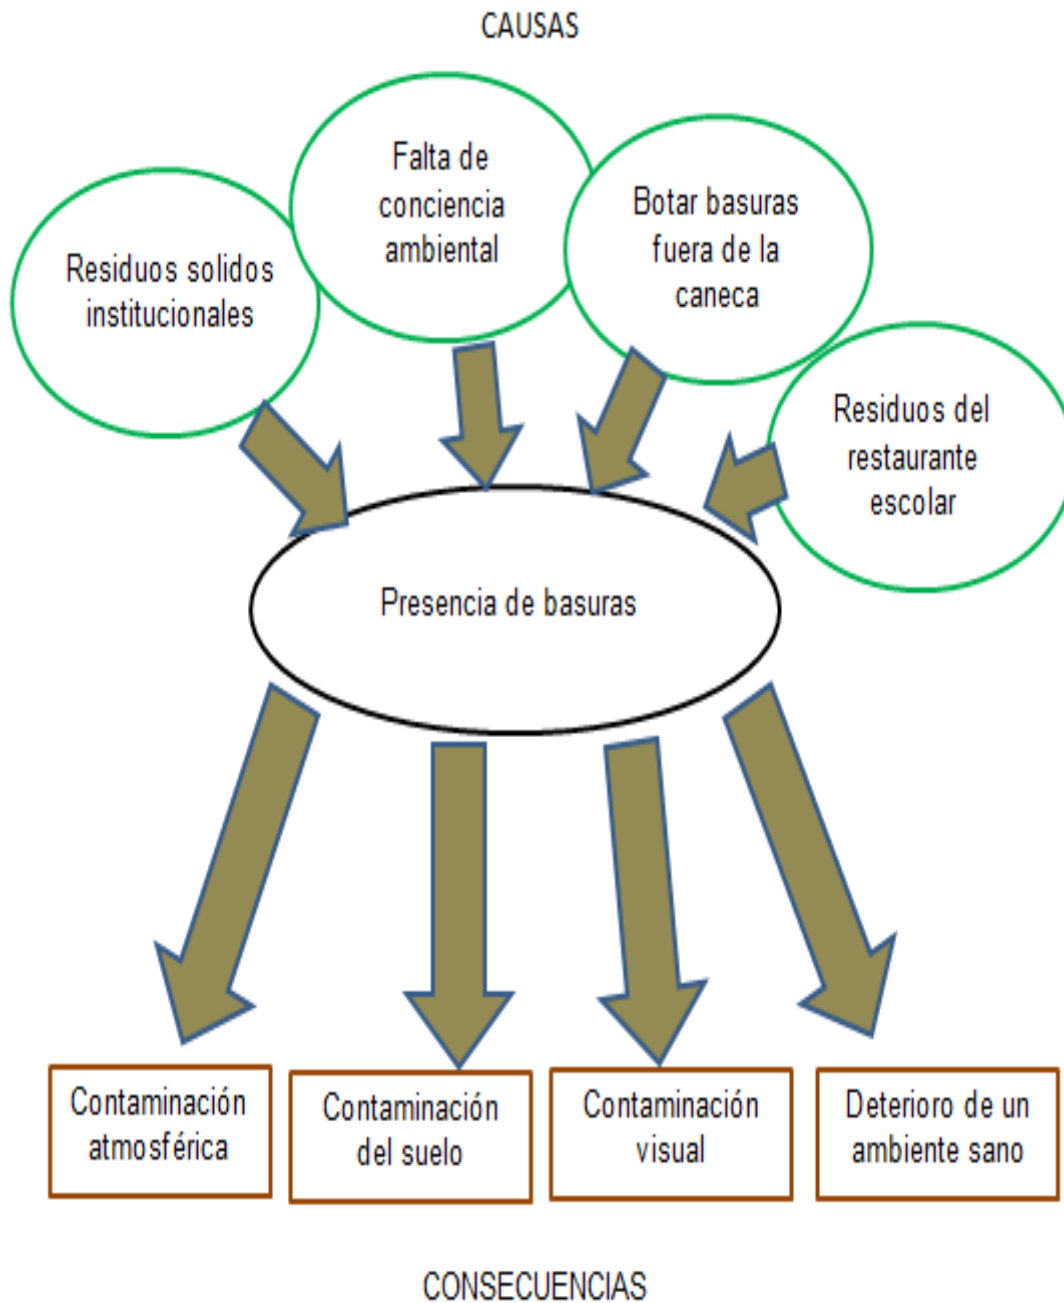 CAUSAS
Residuos solidos
institucionales
Falta de
conciencia
ambiental
Botar basuras
fuera de la
caneca
Residuos del
restaurante
escolar
Presencia de basuras
Contaminación
atmosférica
Contaminación
del suelo
Contaminación
visual
Deterioro de un
ambiente sano
CONSECUENCIAS